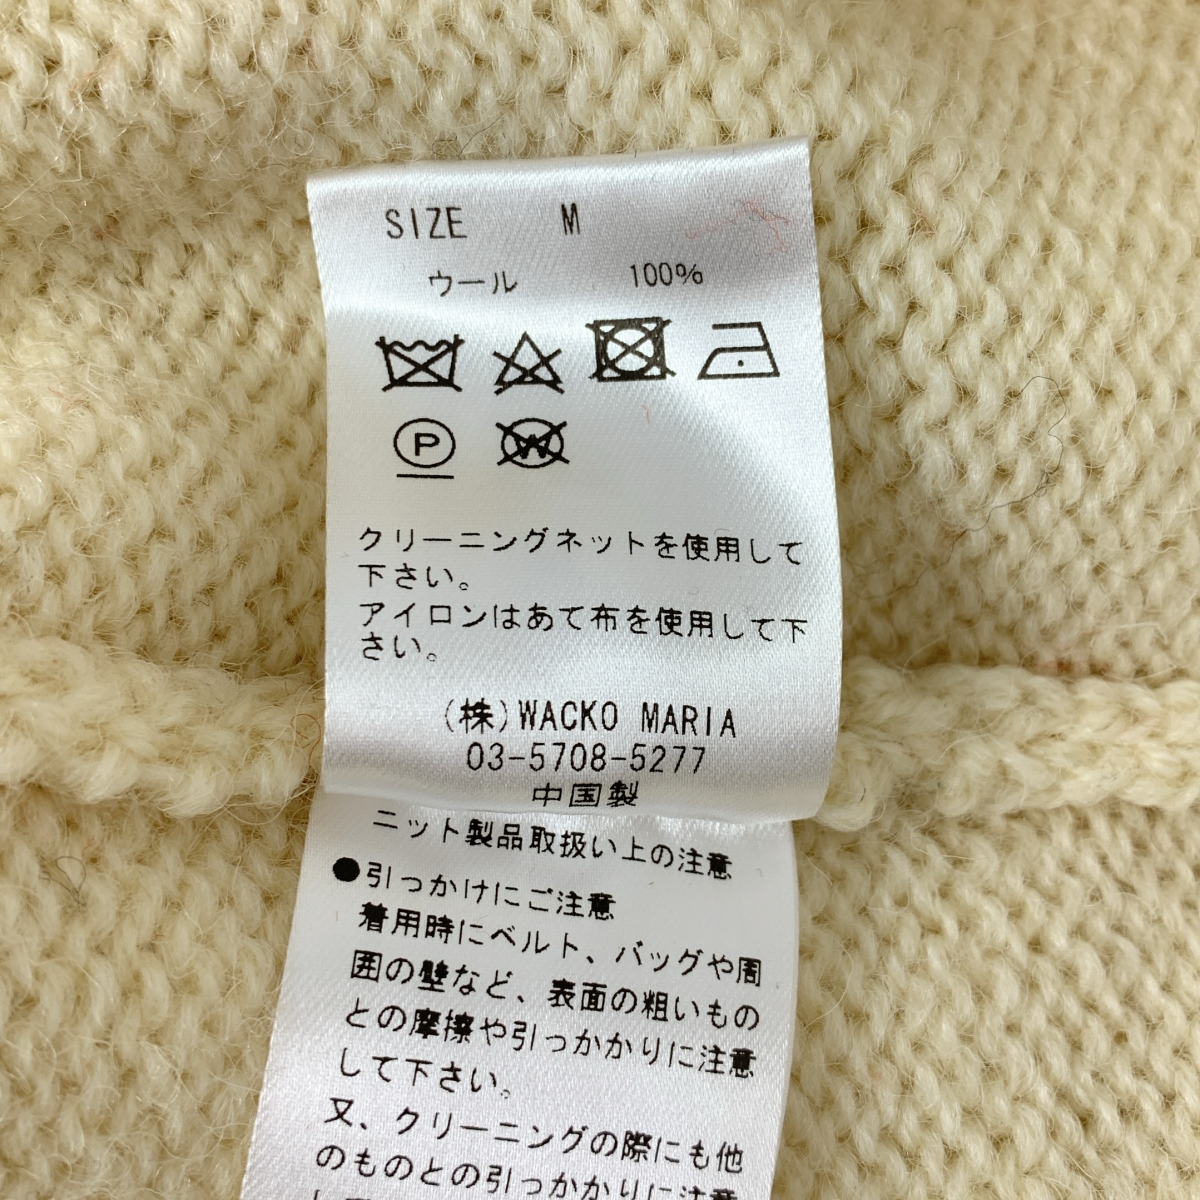 SIZE M
ウール 100%
P
W
クリーニングネットを使用して
下さい。
アイロンはあて布を使用して下
さい。
(株)WACKO MARIA
03-5708-5277
中国製
ニット製品取扱い上の注意
●引っかけにご注意
着用時にベルト、バッグや周
囲の壁など、表面の粗いもの
との摩擦や引っかかりに注意
して下さい。
又、クリーニングの際にも他
のものとの引っかかりに注意